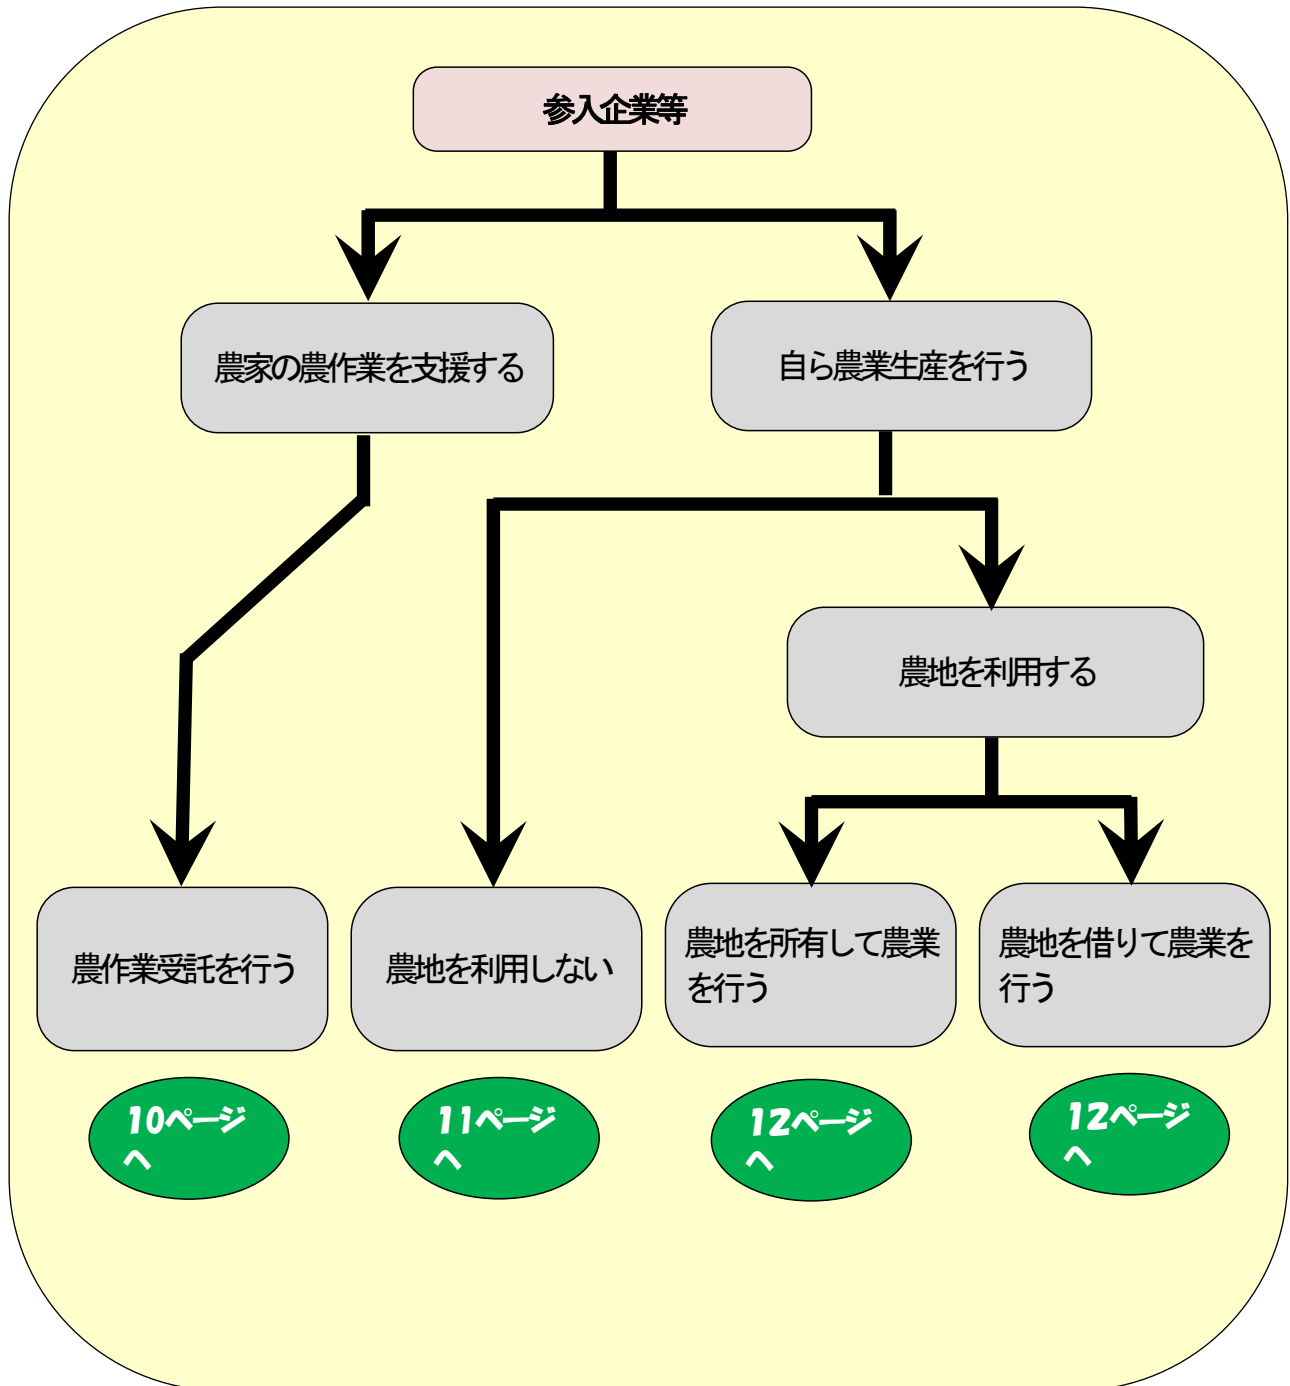 参入企業等
農家の農作業を支援する
自ら農業生産を行う
農地を利用する
農作業受託を行う
農地を利用しない
農地を所有して農業
を行う
農地を借りて農業を
行う
10ページ
へ
11ページ
へ
12ページ
へ
12ページ
へ